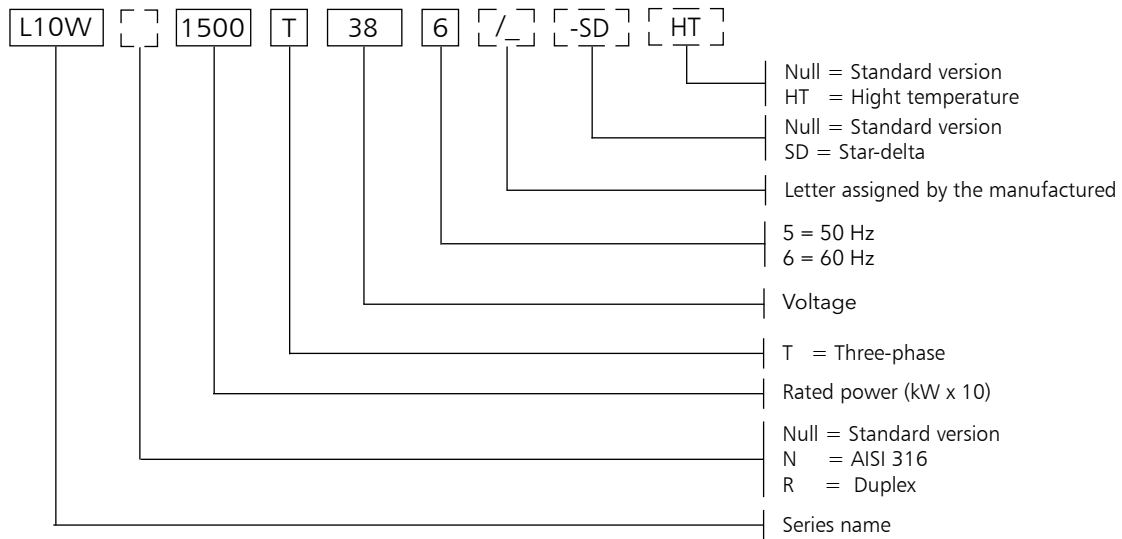 L10W 1500 T 38 6 /_ -SD HT
Null = Standard version
HT = Hight temperature
Null = Standard version
SD = Star-delta
Letter assigned by the manufactured
5 = 50 Hz
6 = 60 Hz
Voltage
T = Three-phase
Rated power (kW x 10)
Null = Standard version
N = AISI 316
R = Duplex
Series name